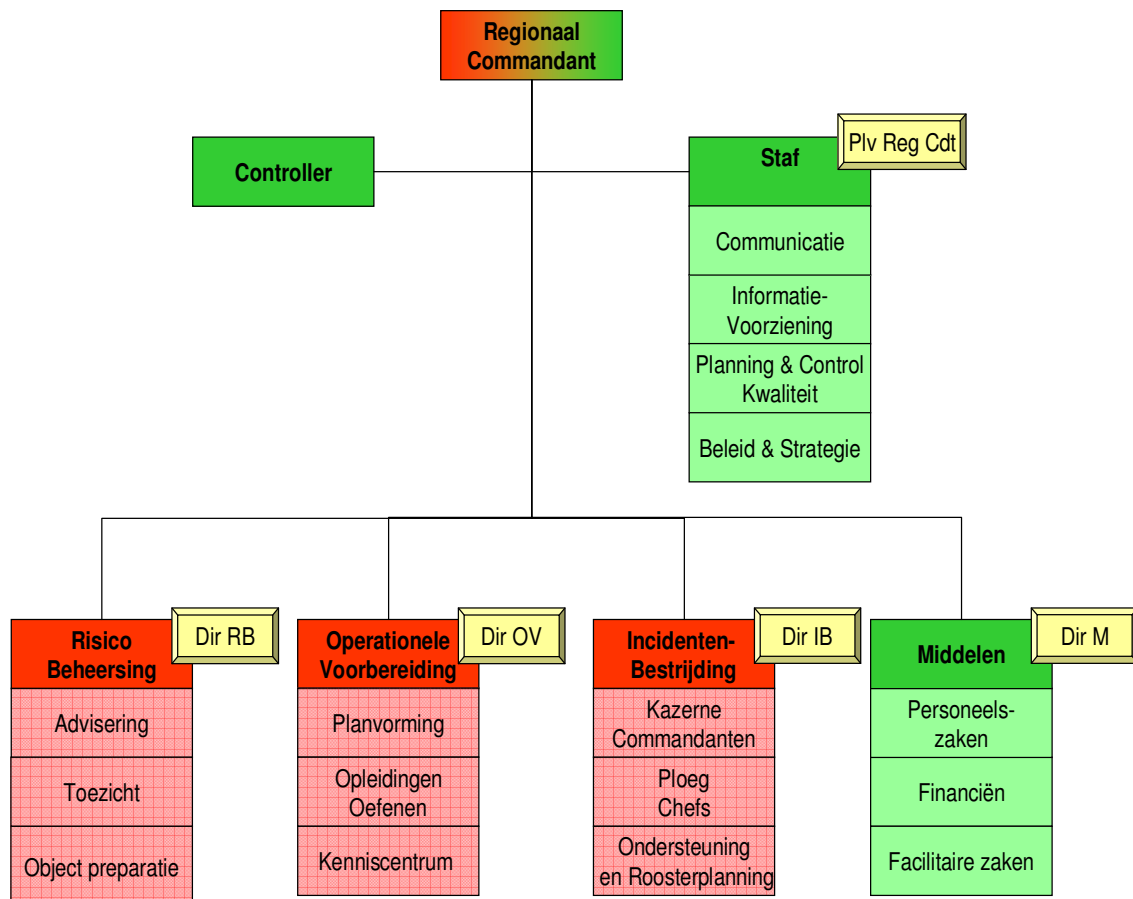 Regionaal
Commandant
Controller
Staf
Plv Reg Cdt
Communicatie
Informatie-
Voorziening
Planning & Control
Kwaliteit
Beleid & Strategie
Risico
Beheersing
Dir RB
Advisering
Toezicht
Object preparatie
Operationele
Voorbereiding
Dir OV
Planvorming
Opleidingen
Oefenen
Kenniscentrum
Incidenten-
Bestrijding
Dir IB
Kazerne
Commandanten
Ploeg
Chefs
Ondersteuning
en Roosterplanning
Middelen
Dir M
Personeels-
zaken
Financiën
Facilitaire zaken